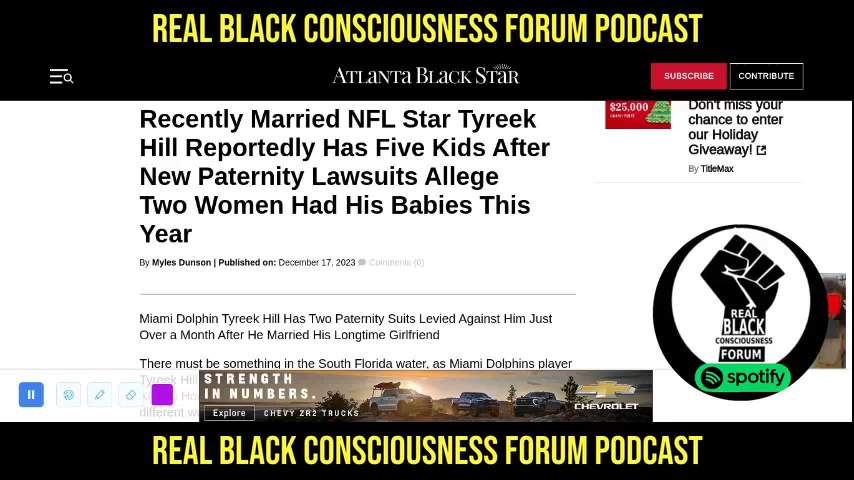 REAL BLACK CONSCIOUSNESS FORUM PODCAST
ATLANTA BLACK STAR
SUBSCRIBE
CONTRIBUTE
Recently Married NFL Star Tyreek
Hill Reportedly Has Five Kids After
New Paternity Lawsuits Allege
Two Women Had His Babies This
Year
By Myles Dunson | Published on: December 17, 2023 Comments (0)
Miami Dolphin Tyreek Hill Has Two Paternity Suits Levied Against Him Just
Over a Month After He Married His Longtime Girlfriend
There must be something in the South Florida water, as Miami Dolphins player
Tyreek Hill
different
$25,000
Don't miss your
chance to enter
our Holiday
Giveaway!
By TitleMax
REAL
BLACK
CONSCIOUSNESS
FORUM
Spotify
STRENGTH
IN NUMBERS.
Explore CHEVY ZR2 TRUCKS
CHEVROLET
REAL BLACK CONSCIOUSNESS FORUM PODCAST